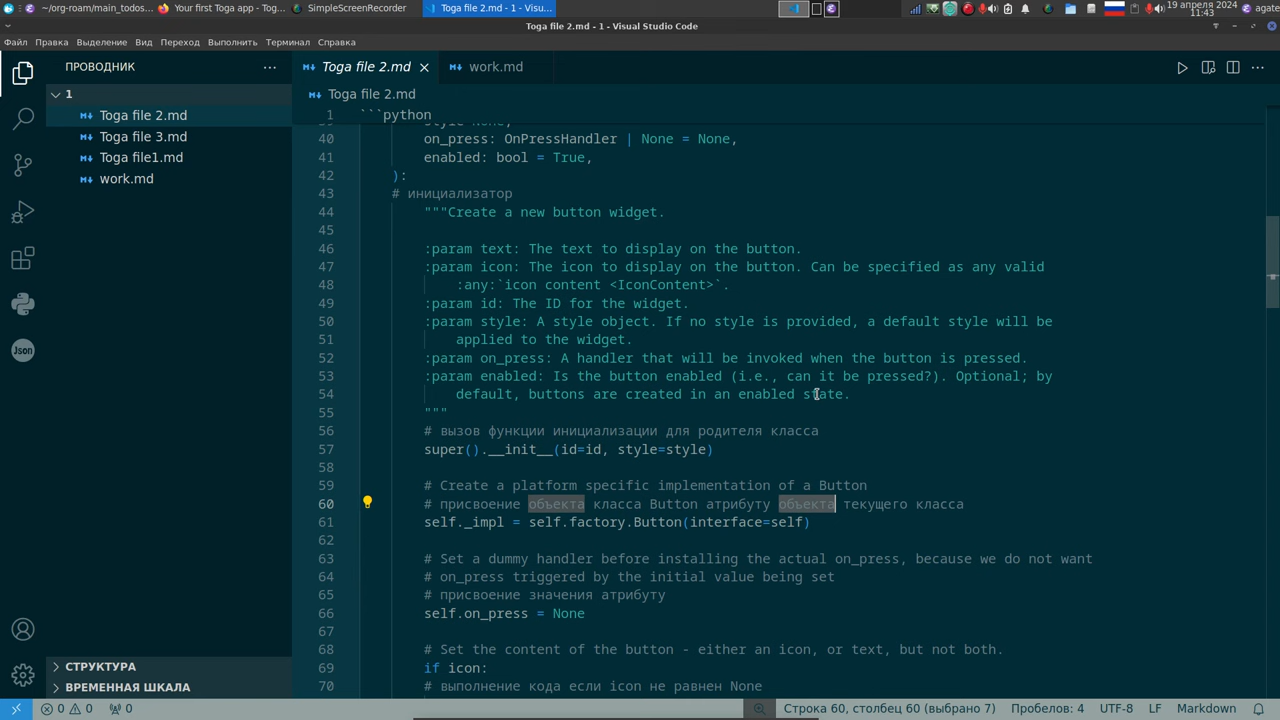 ~/org-roam/main_todos...
Your first Toga app - Tog...
SimpleScreenRecorder
Toga file 2.md - 1 - Visu...
19 апреля 2024
11:43
agate
Toga file 2.md - 1 - Visual Studio Code
Файл Правка Выделение Вид Переход Выполнить Терминал Справка
ПРОВОДНИК
1
Toga file 2.md
Toga file 3.md
Toga file1.md
work.md
СТРУКТУРА
ВРЕМЕННАЯ ШКАЛА
Toga file 2.md
work.md
Toga file 2.md
1 ```python
40 on_press: OnPressHandler | None = None,
41 enabled: bool = True,
42 ):
43 # инициализатор
44 """Create a new button widget.
45
46 :param text: The text to display on the button.
47 :param icon: The icon to display on the button. Can be specified as any valid
48 :any:`icon content <IconContent>`.
49 :param id: The ID for the widget.
50 :param style: A style object. If no style is provided, a default style will be
51 applied to the widget.
52 :param on_press: A handler that will be invoked when the button is pressed.
53 :param enabled: Is the button enabled (i.e., can it be pressed?). Optional; by
54 default, buttons are created in an enabled state.
55 """
56 # вызов функции инициализации для родителя класса
57 super().__init__(id=id, style=style)
58
59 # Create a platform specific implementation of a Button
60 # присвоение объекта класса Button атрибуту объекта текущего класса
61 self._impl = self.factory.Button(interface=self)
62
63 # Set a dummy handler before installing the actual on_press, because we do not want
64 # on_press triggered by the initial value being set
65 # присвоение значения атрибуту
66 self.on_press = None
67
68 # Set the content of the button - either an icon, or text, but not both.
69 if icon:
70 # выполнение кода если icon не равнен None
0 0 0
Строка 60, столбец 60 (выбрано 7) Пробелов: 4 UTF-8 LF Markdown